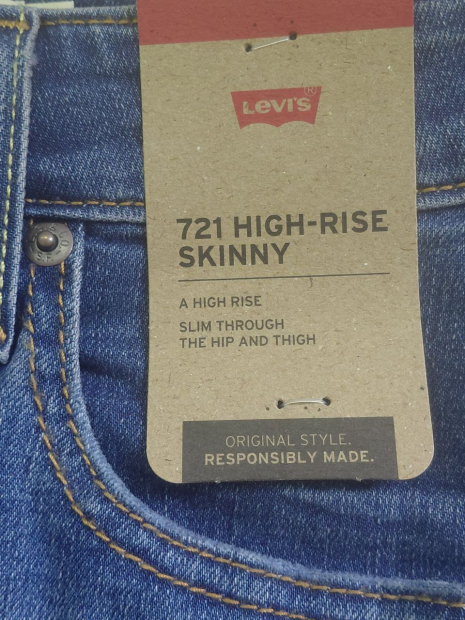 LEVI'S®
721 HIGH-RISE
SKINNY
A HIGH RISE
SLIM THROUGH
THE HIP AND THIGH
ORIGINAL STYLE.
RESPONSIBLY MADE.